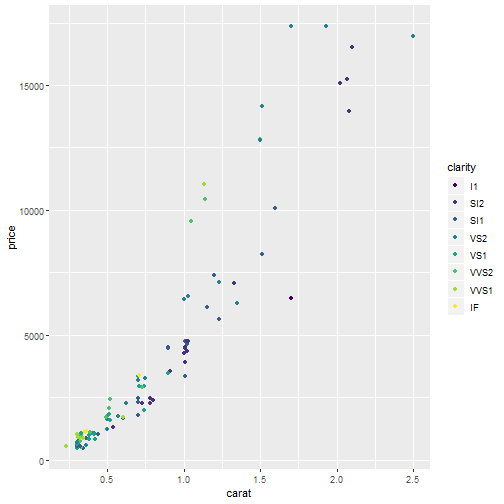 15000
10000
5000
0
price
0.5
1.0
1.5
2.0
2.5
carat
clarity
I1
SI2
SI1
VS2
VS1
VVS2
VVS1
IF